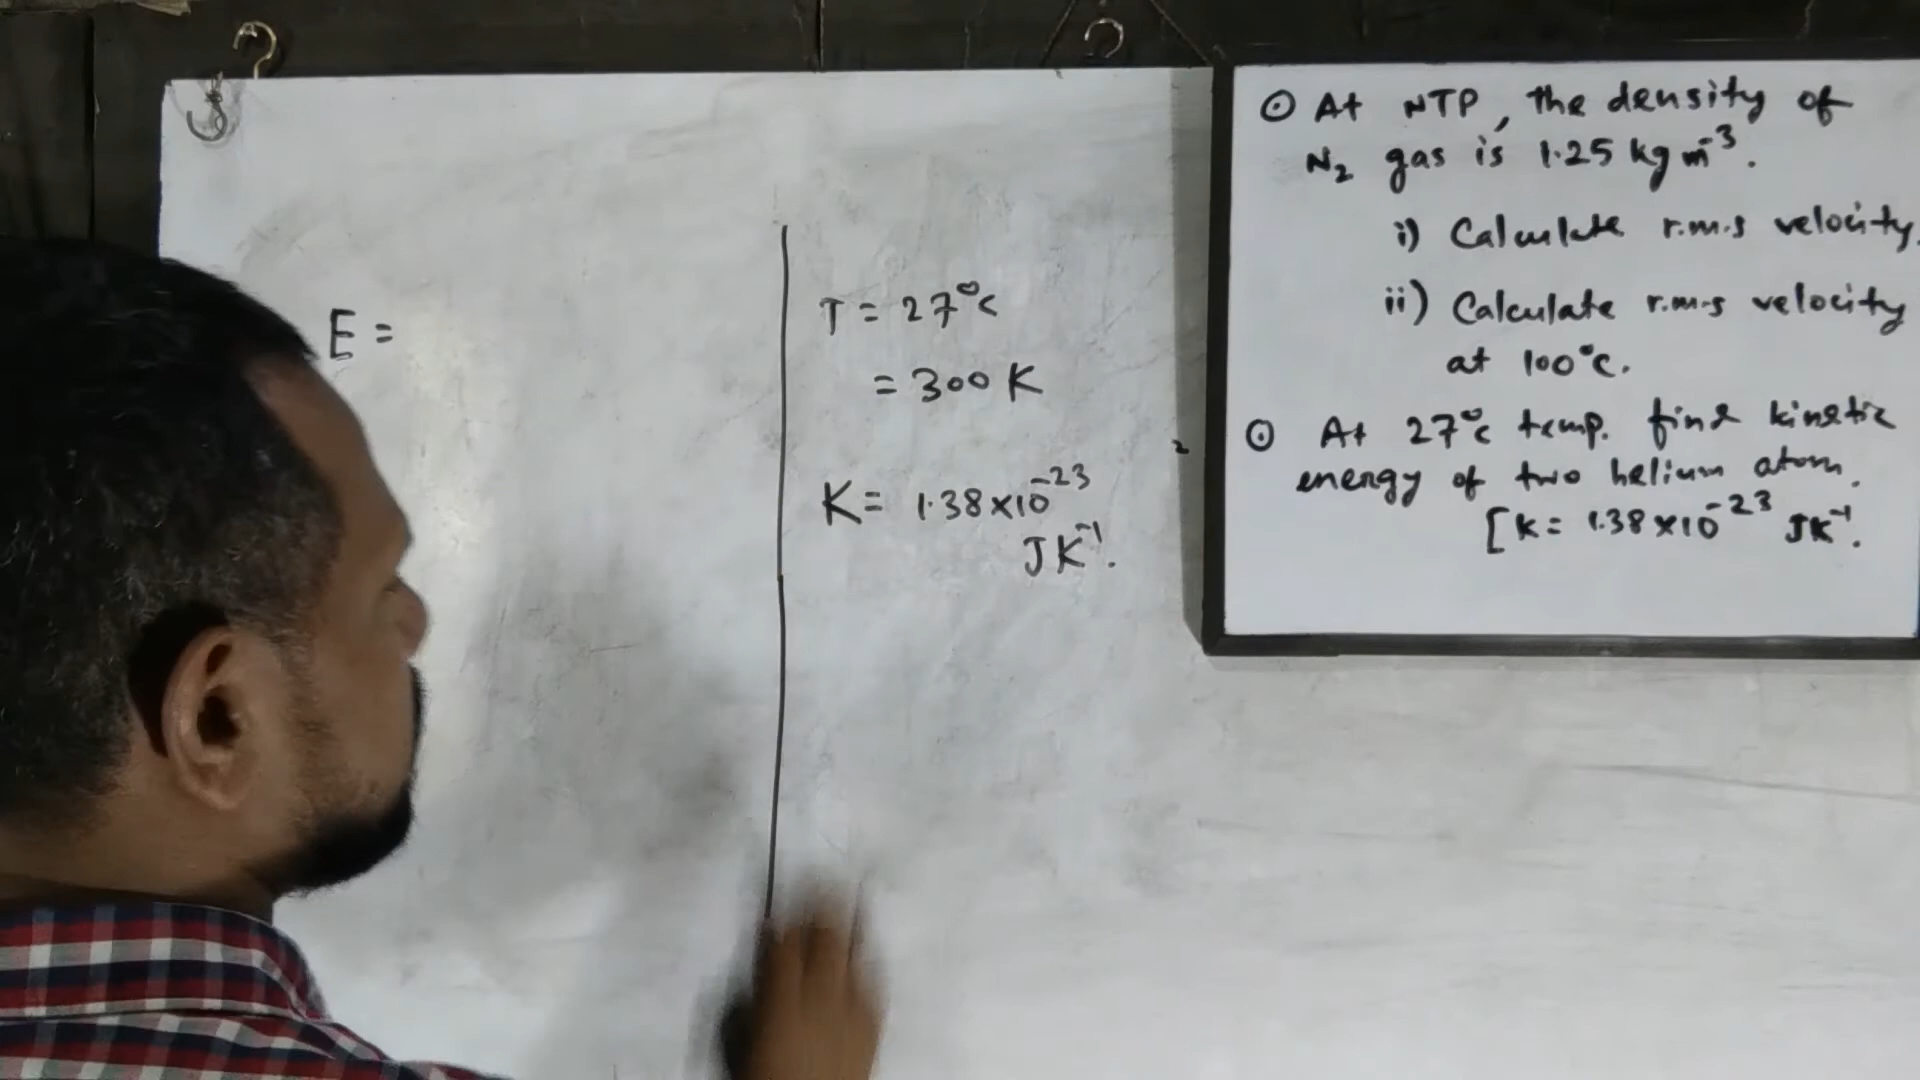 E =
T = 27°C
= 300 K
K = 1.38×10⁻²³
JK⁻¹.
2
⊙ At NTP, the density of
N₂ gas is 1.25 kg m⁻³.
i) Calculate r.m.s velocity.
ii) Calculate r.m.s velocity
at 100°C.
⊙ At 27°C temp. find kinetic
energy of two helium atom.
[K = 1.38×10⁻²³ JK⁻¹.